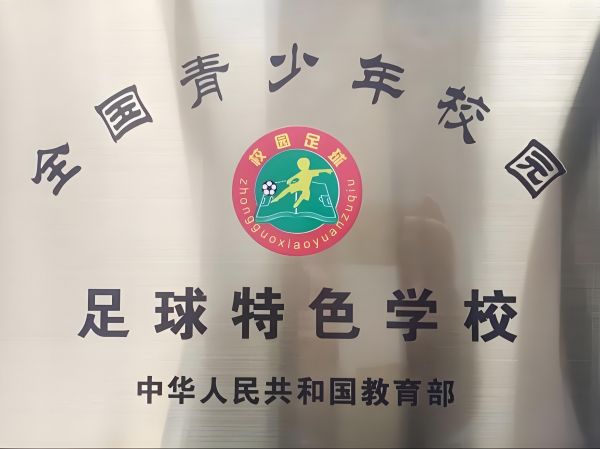 全国青少年校园
校园足球
zhongguoxiaoyuanzuqiu
足球特色学校
中华人民共和国教育部